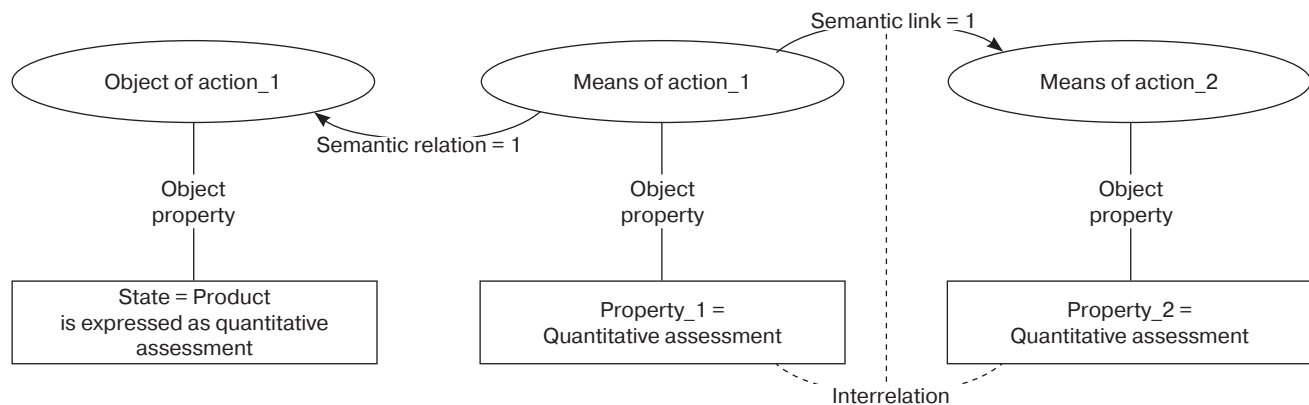 Semantic link = 1
Object of action_1
Means of action_1
Means of action_2
Semantic relation = 1
Object
property
Object
property
Object
property
State = Product
is expressed as quantitative
assessment
Property_1 =
Quantitative assessment
Property_2 =
Quantitative assessment
Interrelation